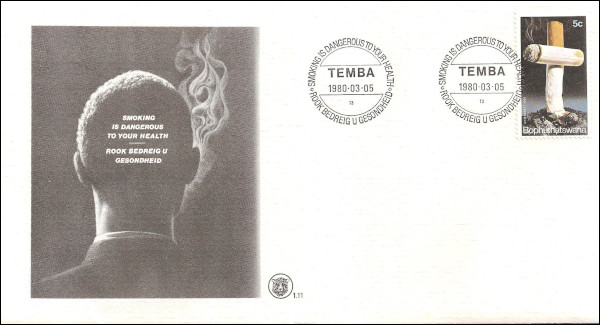 SMOKING
IS DANGEROUS
TO YOUR HEALTH
ROOK BEDREIG U
GESONDHEID
SMOKING IS DANGEROUS TO YOUR HEALTH
TEMBA
1980-03-05
13
ROOK BEDREIG U GESONDHEID
SMOKING IS DANGEROUS TO YOUR HEALTH
TEMBA
1980-03-05
13
ROOK BEDREIG U GESONDHEID
5c
Bophuthatswana
1.11